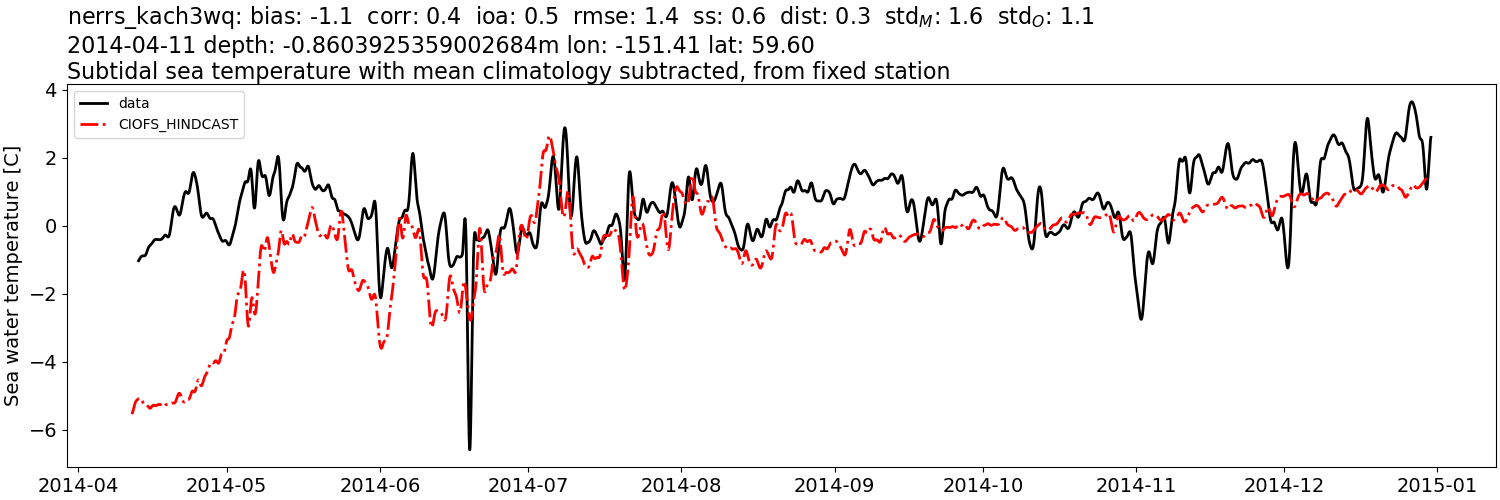 nerrs_kach3wq: bias: -1.1 corr: 0.4 ioa: 0.5 rmse: 1.4 ss: 0.6 dist: 0.3 std_M: 1.6 std_O: 1.1
2014-04-11 depth: -0.8603925359002684m lon: -151.41 lat: 59.60
Subtidal sea temperature with mean climatology subtracted, from fixed station
data
CIOFS_HINDCAST
Sea water temperature [C]
4
2
0
−2
−4
−6
2014-04 2014-05 2014-06 2014-07 2014-08 2014-09 2014-10 2014-11 2014-12 2015-01